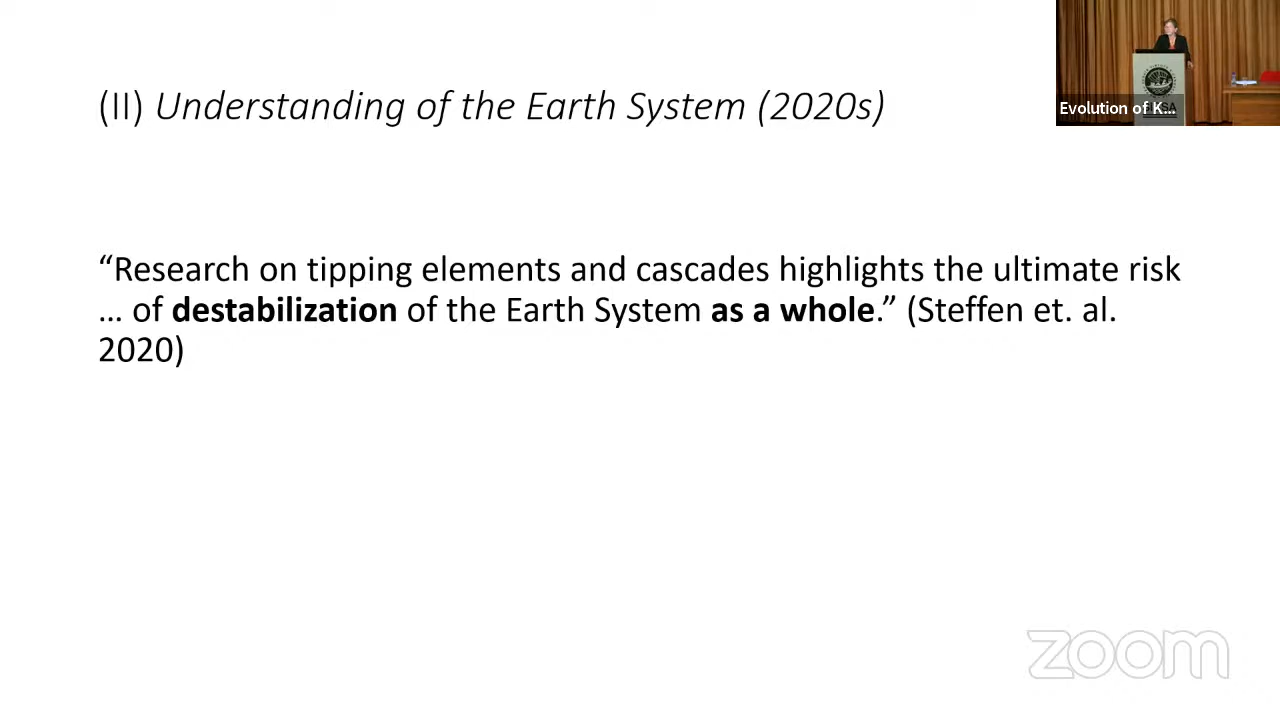 (II) Understanding of the Earth System (2020s)
Evolution of K...
“Research on tipping elements and cascades highlights the ultimate risk
… of destabilization of the Earth System as a whole.” (Steffen et. al.
2020)
zoom